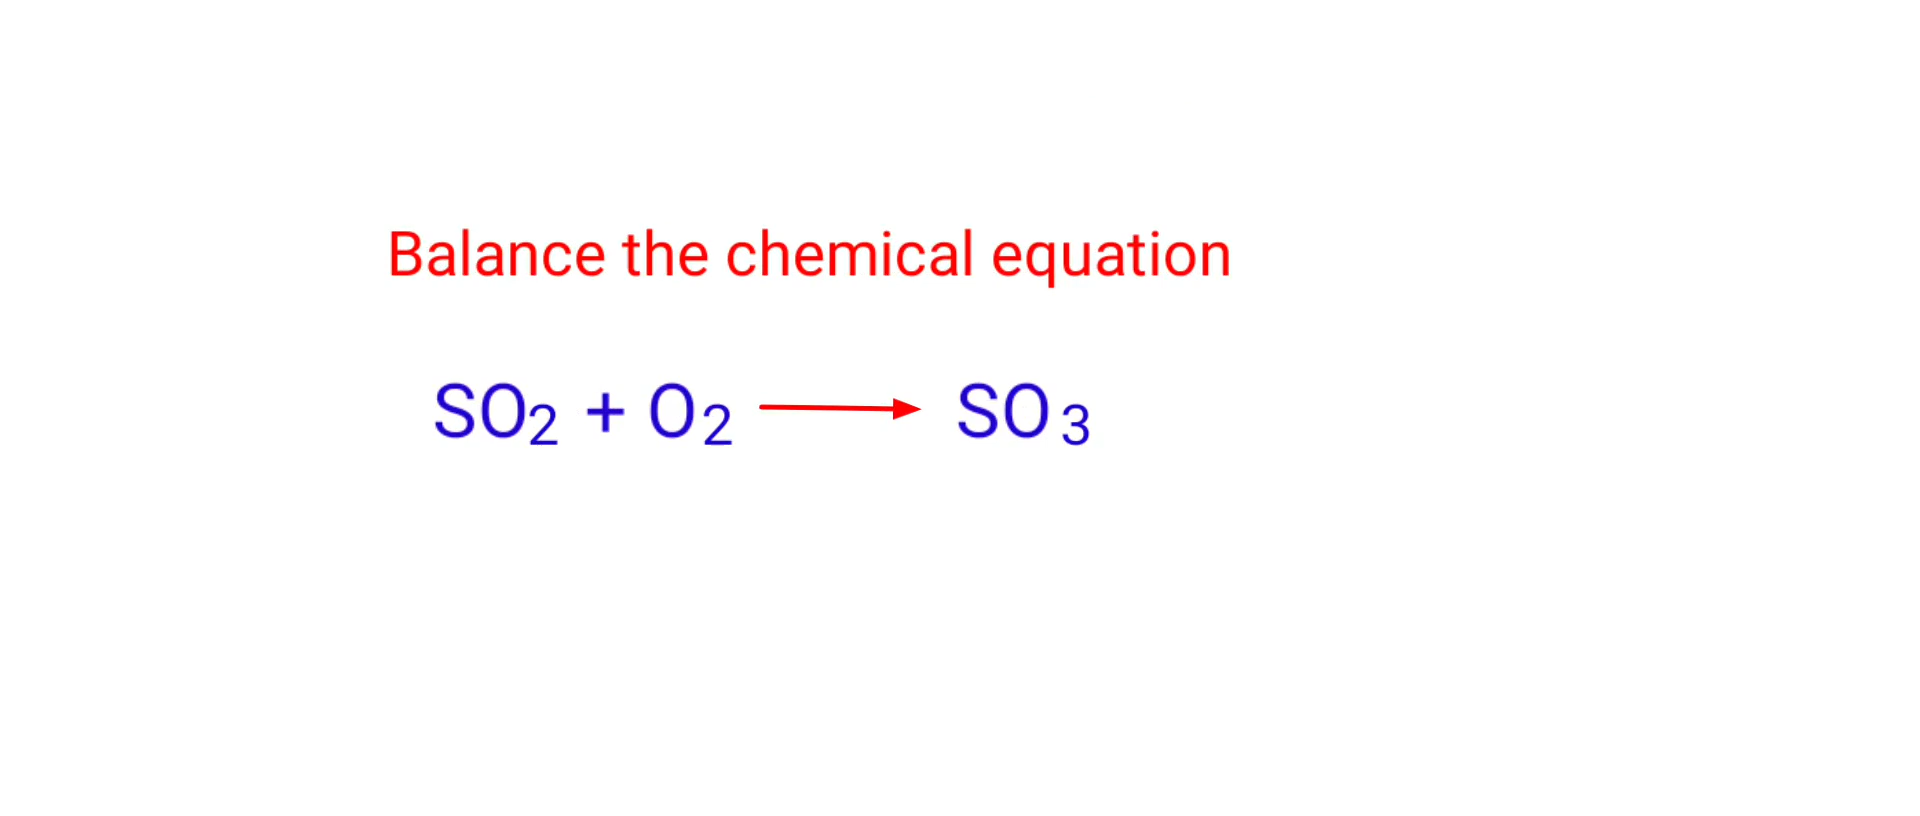 Balance the chemical equation
SO₂ + O₂ ⟶ SO₃